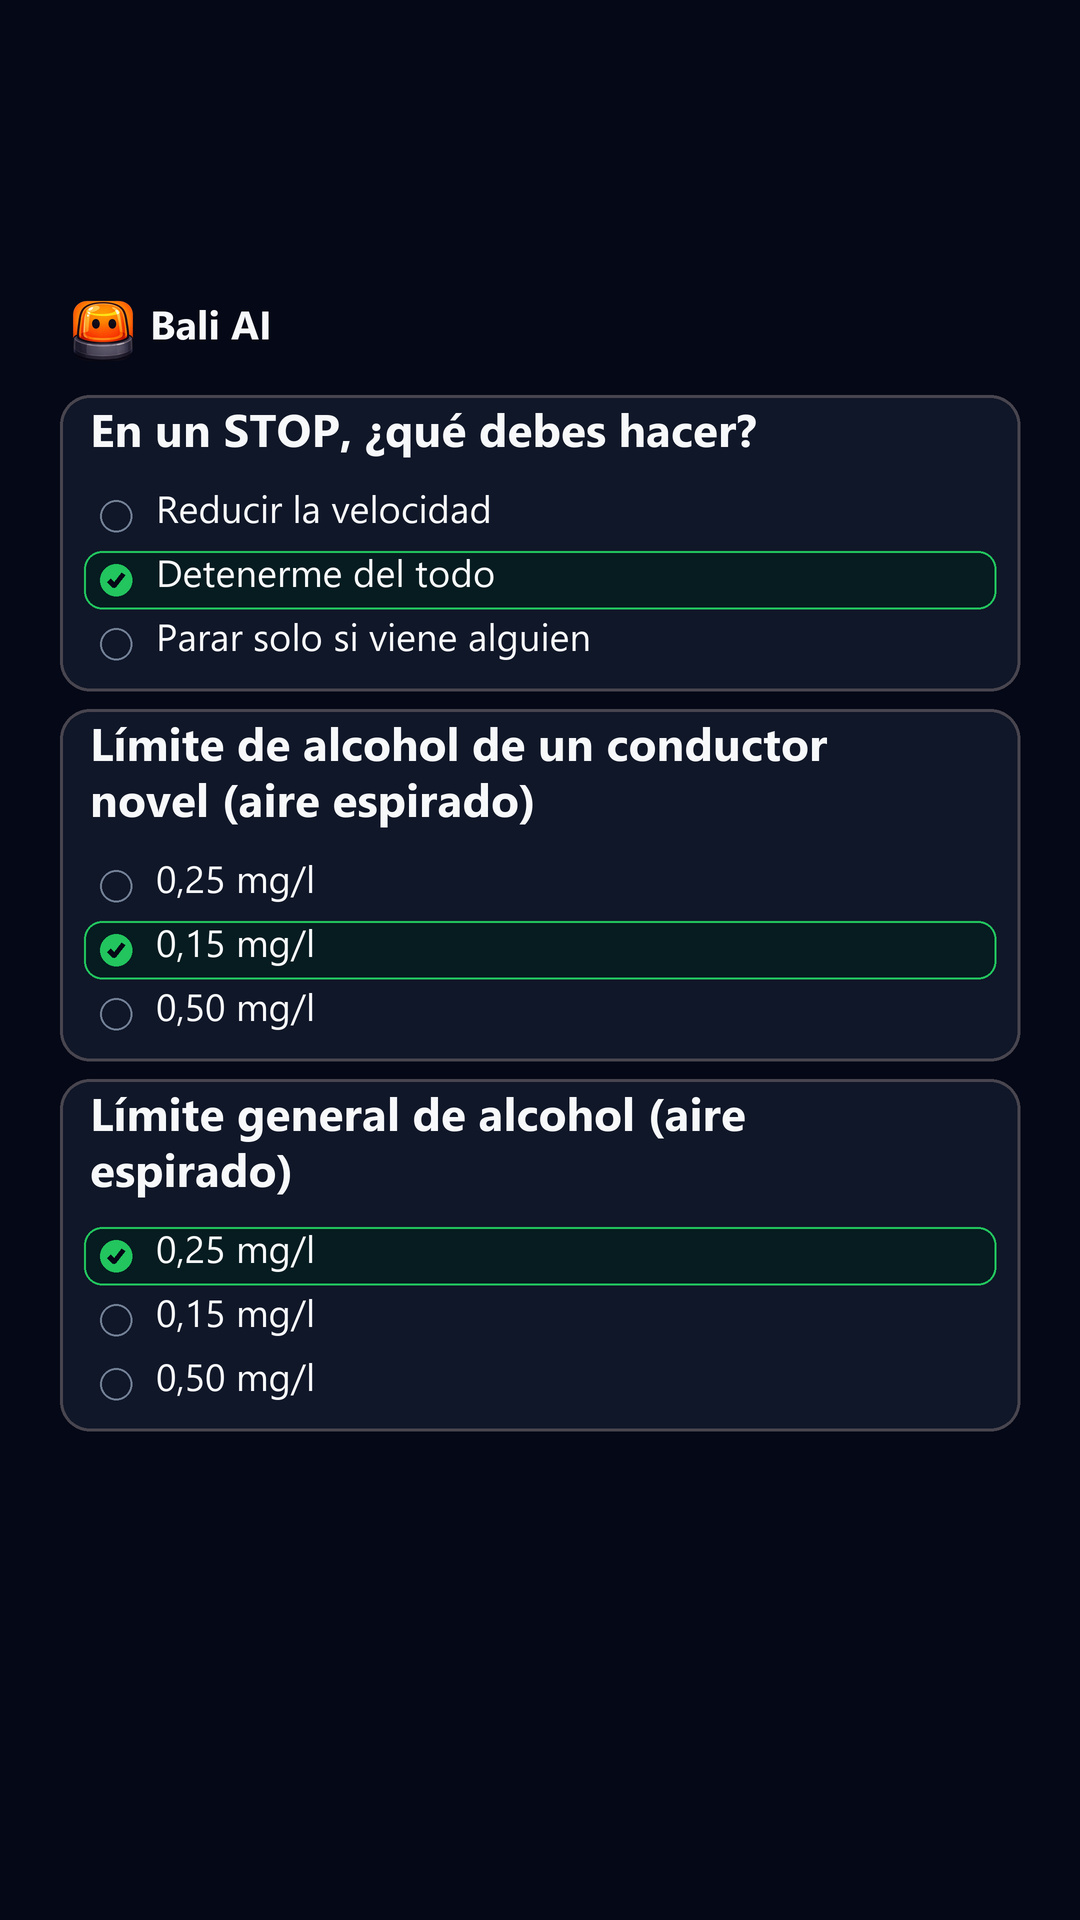 Bali AI
En un STOP, ¿qué debes hacer?
Reducir la velocidad
Detenerme del todo
Parar solo si viene alguien
Límite de alcohol de un conductor
novel (aire espirado)
0,25 mg/l
0,15 mg/l
0,50 mg/l
Límite general de alcohol (aire
espirado)
0,25 mg/l
0,15 mg/l
0,50 mg/l